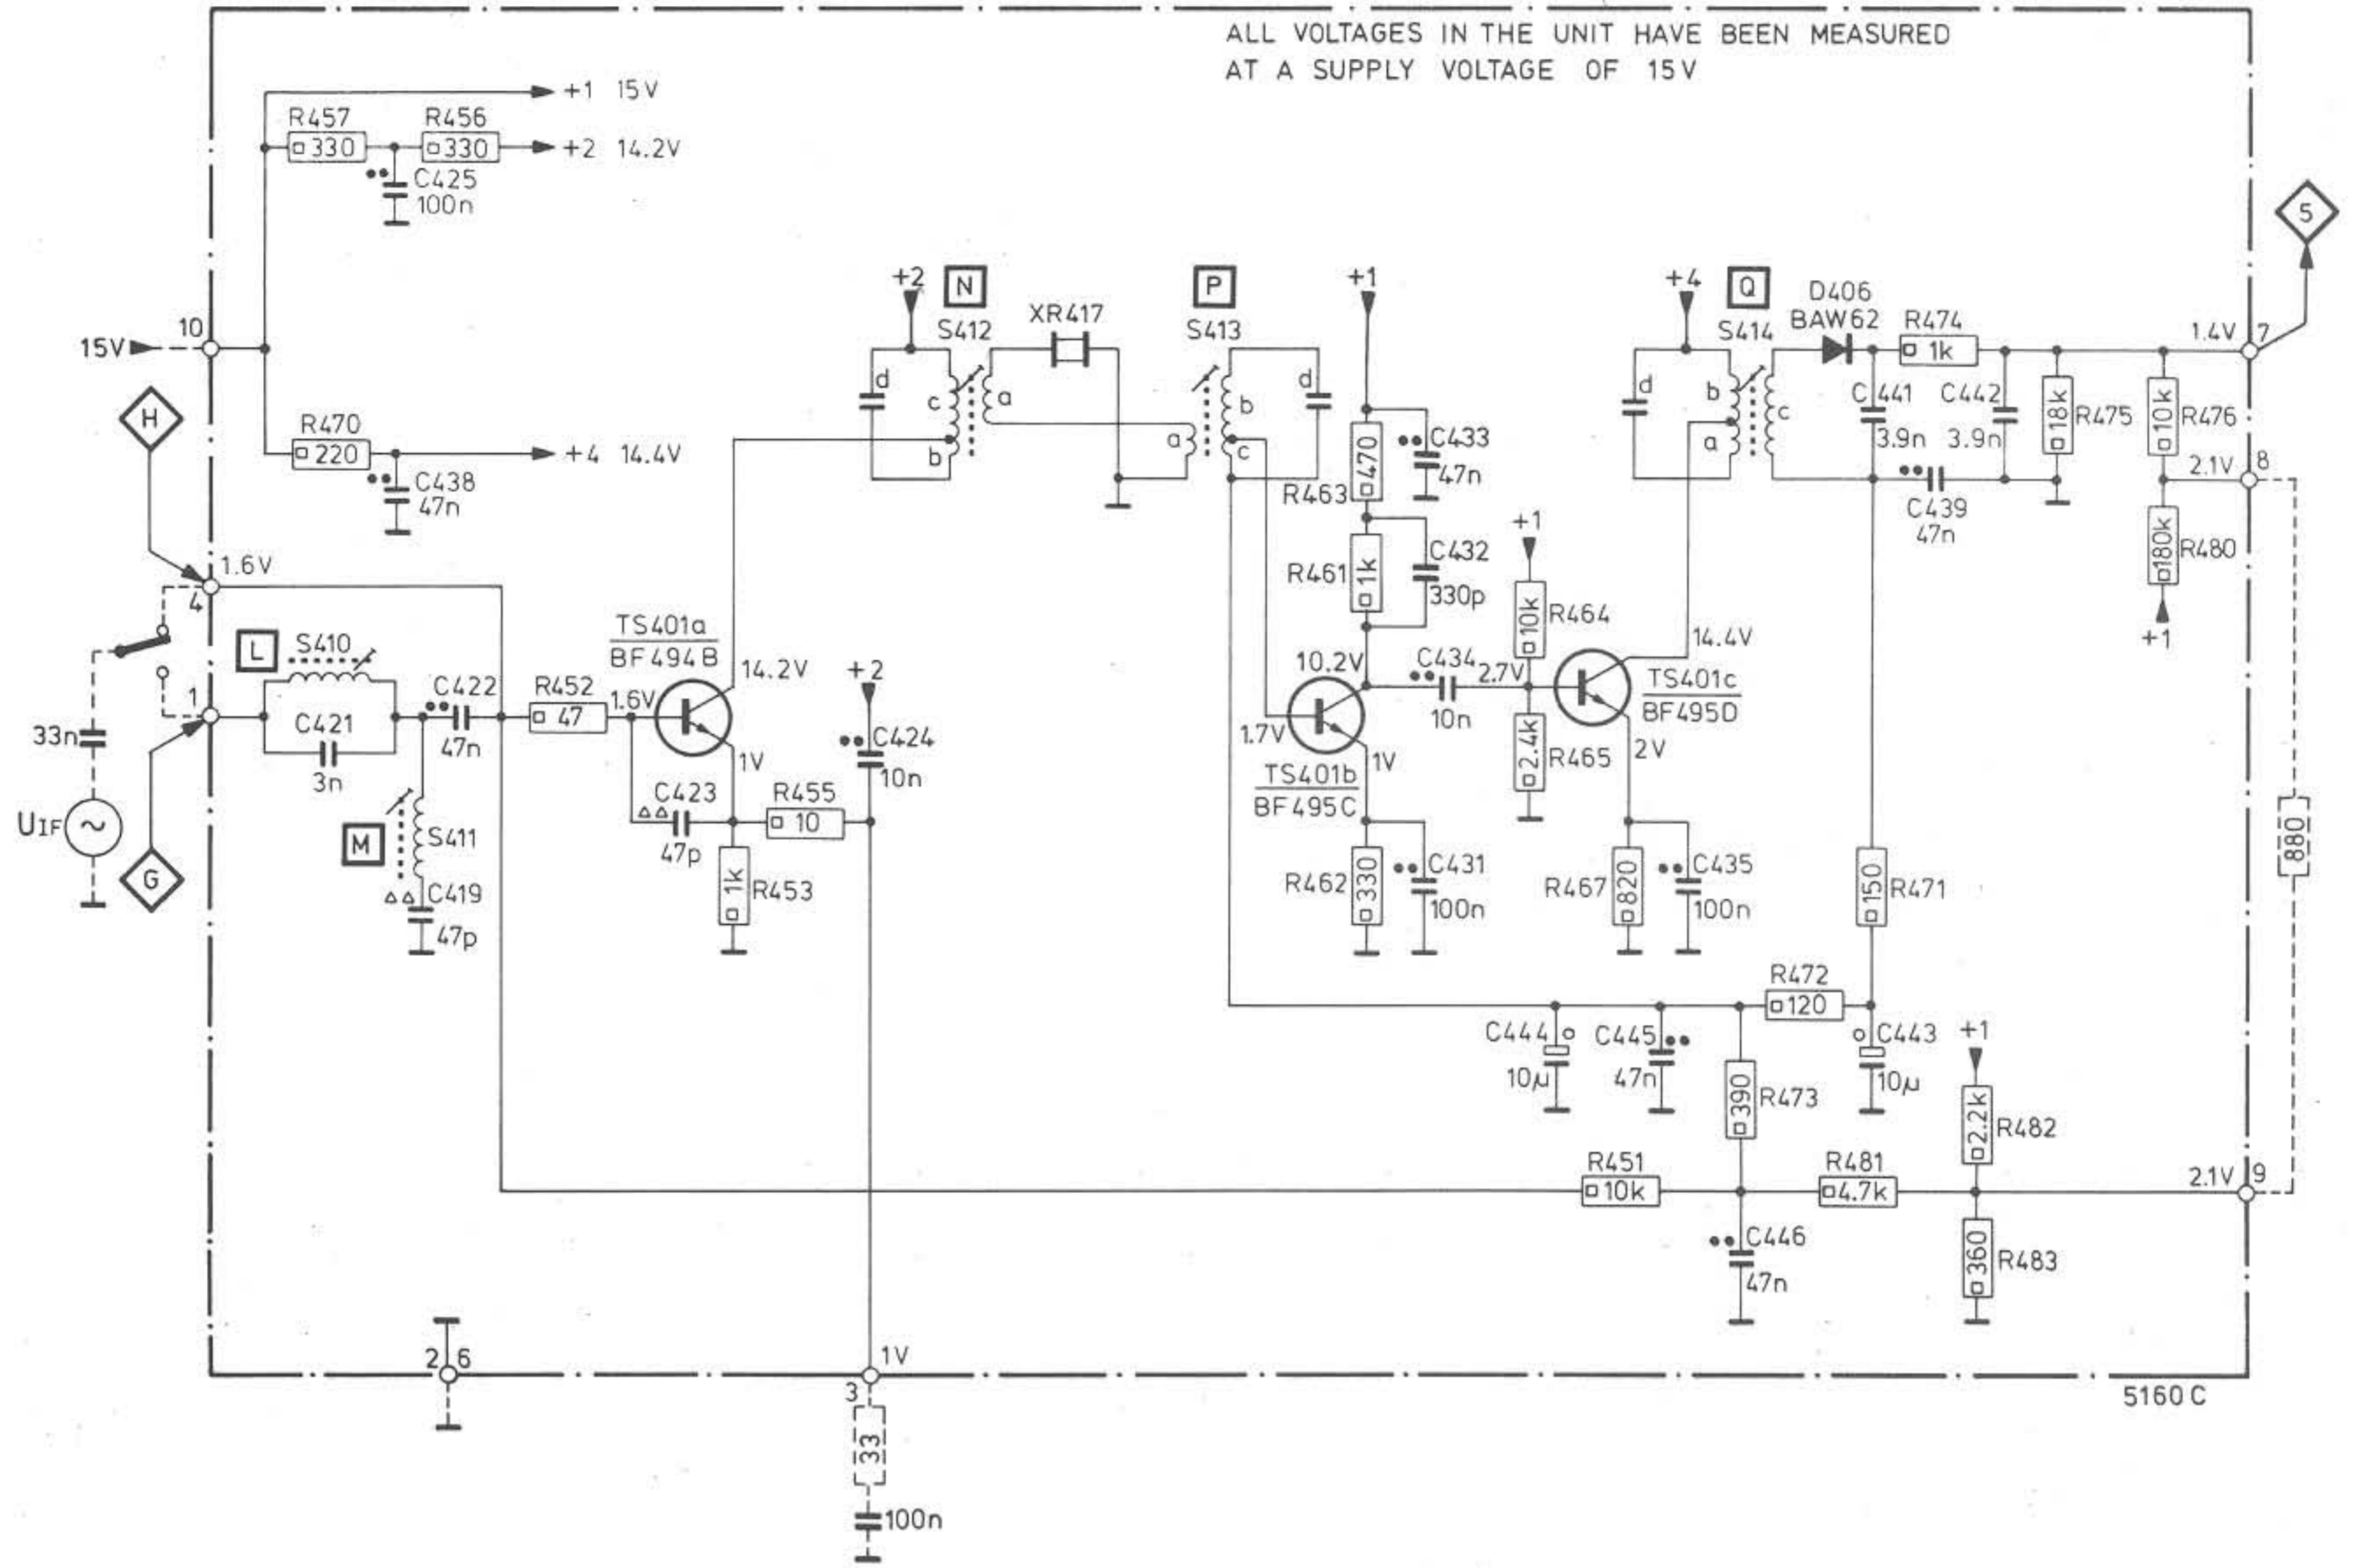 ALL VOLTAGES IN THE UNIT HAVE BEEN MEASURED
AT A SUPPLY VOLTAGE OF 15V
+1 15V
R457
330
R456
330
+2 14.2V
C425
100n
10
15V
R470
220
+4 14.4V
C438
47n
H
1.6V
4
L
S410
1
C421
3n
C422
47n
33n
UIF
G
M
S411
C419
47p
R452
47
1.6V
TS401a
BF494B
14.2V
1V
C423
47p
R455
10
1k
R453
+2
C424
10n
+2
N
S412
d
c
b
a
XR417
P
S413
a
b
c
d
+1
470
R463
C433
47n
R461
1k
C432
330p
10.2V
1.7V
TS401b
BF495C
1V
R462
330
C431
100n
C434
10n
2.7V
+1
10k
R464
2.4k
R465
+4
Q
S414
d
b
a
c
14.4V
TS401c
BF495D
2V
R467
820
C435
100n
D406
BAW62
R474
1k
1.4V
7
5
C441
3.9n
C442
3.9n
18k
R475
10k
R476
2.1V
8
C439
47n
180k
R480
+1
880
150
R471
R472
120
C444
10µ
C445
47n
390
R473
C443
10µ
+1
2.2k
R482
R451
10k
R481
4.7k
2.1V
9
C446
47n
360
R483
2
6
1V
3
33
100n
5160 C